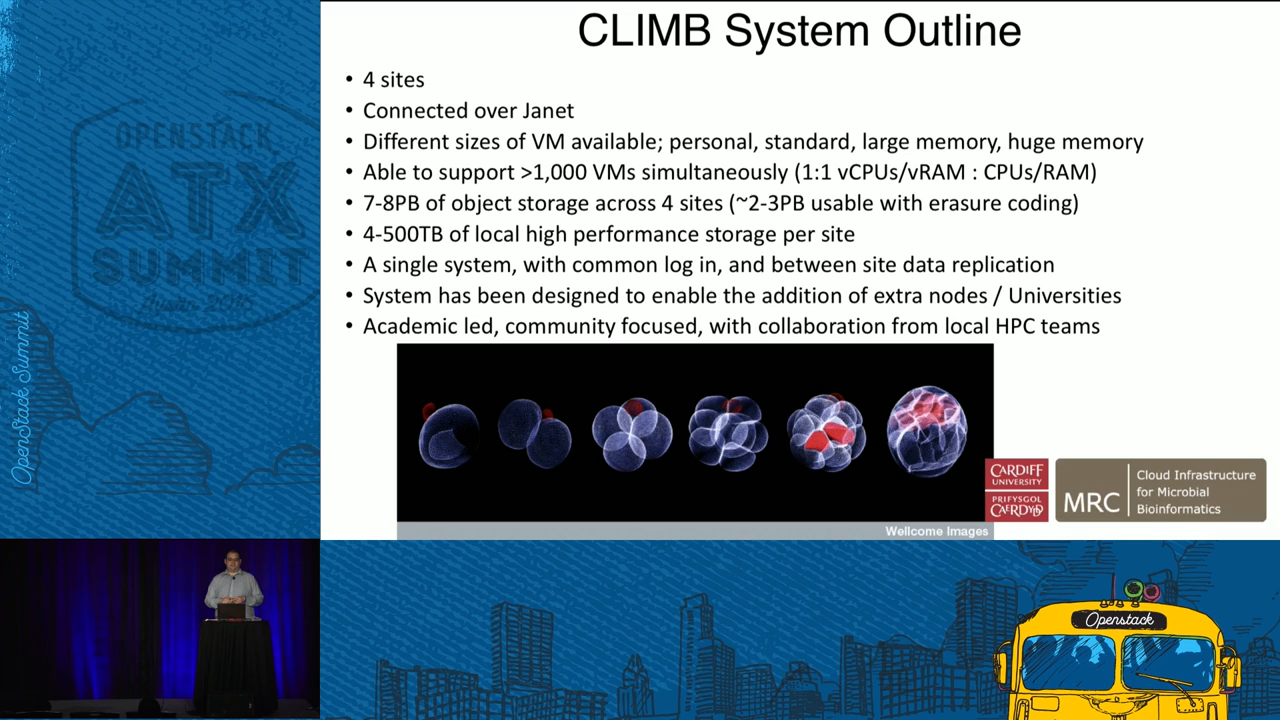 CLIMB System Outline
• 4 sites
• Connected over Janet
• Different sizes of VM available; personal, standard, large memory, huge memory
• Able to support >1,000 VMs simultaneously (1:1 vCPUs/vRAM : CPUs/RAM)
• 7-8PB of object storage across 4 sites (~2-3PB usable with erasure coding)
• 4-500TB of local high performance storage per site
• A single system, with common log in, and between site data replication
• System has been designed to enable the addition of extra nodes / Universities
• Academic led, community focused, with collaboration from local HPC teams
Wellcome Images
CARDIFF
UNIVERSITY
PRIFYSGOL
CAERDYÐ
MRC
Cloud Infrastructure
for Microbial
Bioinformatics
OPENSTACK
ATX
SUMMIT
Austin 2016
OpenStack Summit
Openstack